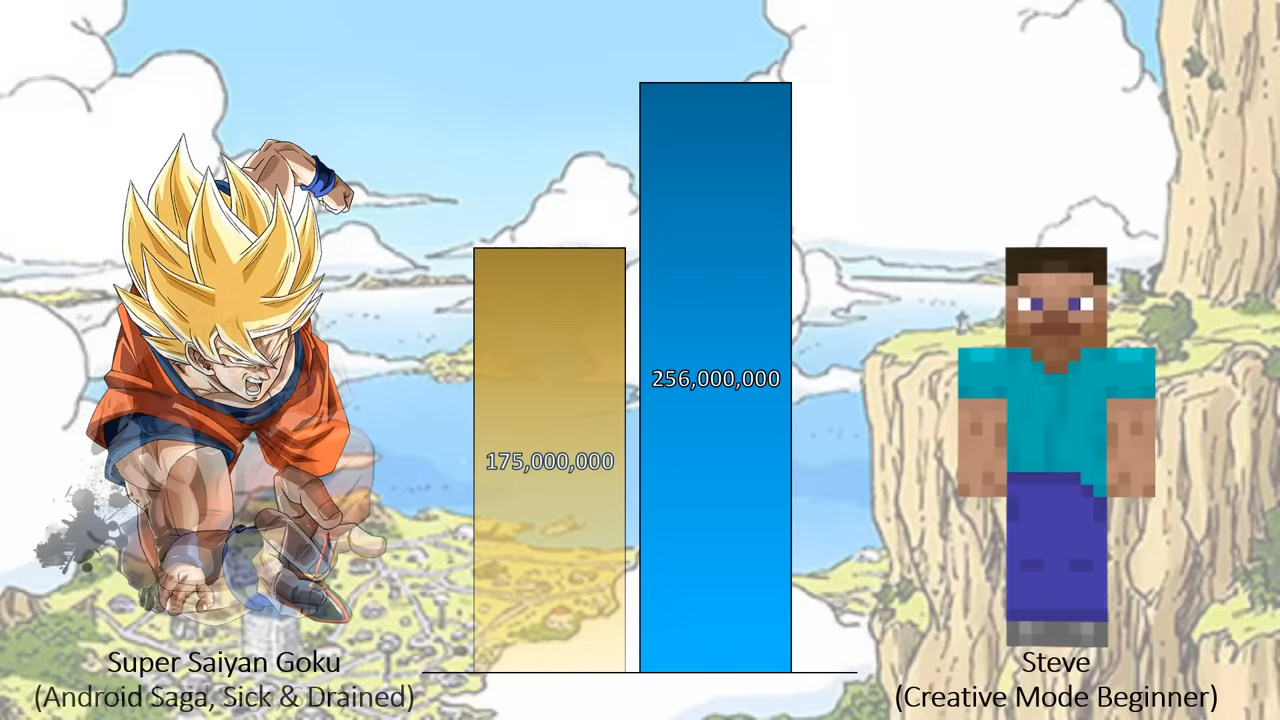 256,000,000
175,000,000
Super Saiyan Goku
(Android Saga, Sick & Drained)
Steve
(Creative Mode Beginner)